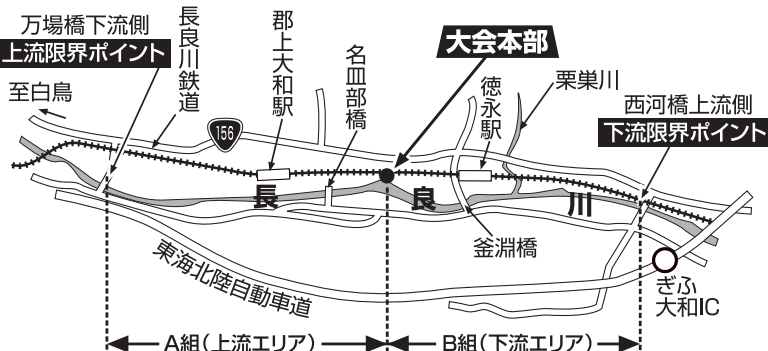 万場橋下流側
上流限界ポイント
至白鳥
長良川鉄道
156
郡上大和駅
名皿部橋
大会本部
徳永駅
栗巣川
西河橋上流側
下流限界ポイント
長良川
釜淵橋
東海北陸自動車道
ぎふ
大和IC
A組(上流エリア)
B組(下流エリア)